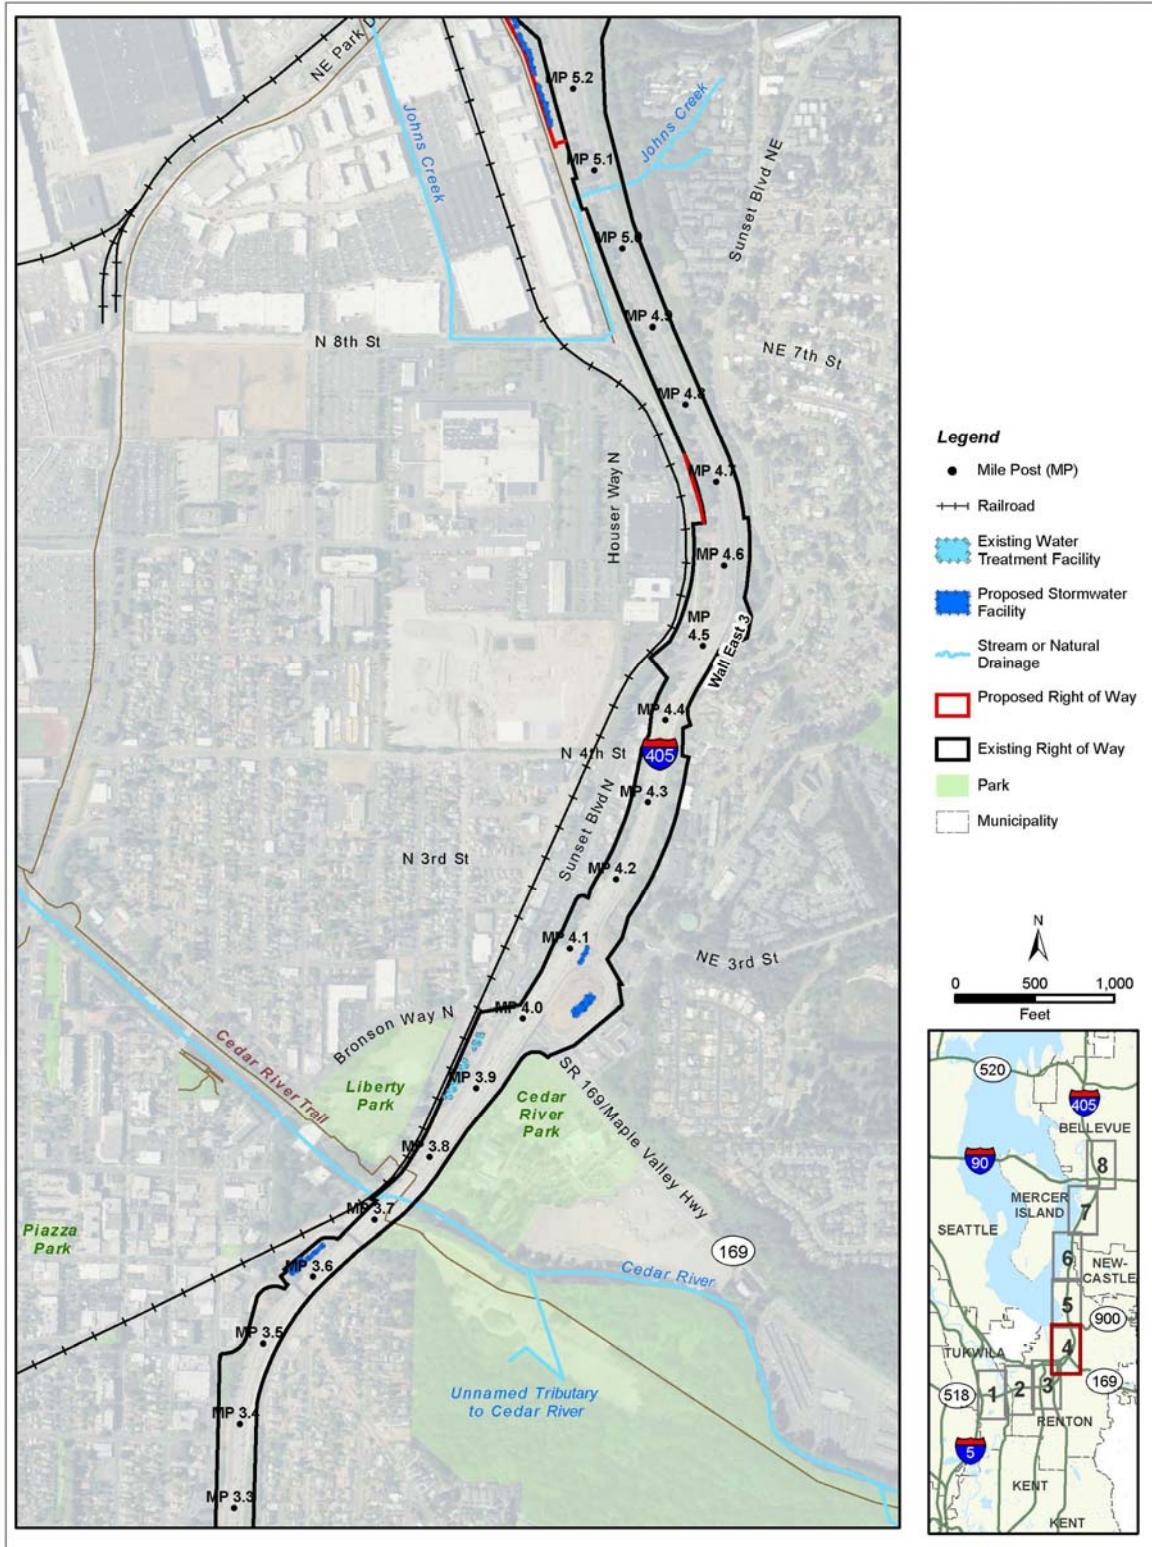 NE Park D
MP 5.2
Johns Creek
Johns Creek
MP 5.1
Sunset Blvd NE
MP 5.0
MP 4.9
N 8th St
NE 7th St
MP 4.8
MP 4.7
Houser Way N
MP 4.6
MP
4.5
Wall East 3
MP 4.4
N 4th St
405
MP 4.3
Sunset Blvd N
N 3rd St
MP 4.2
MP 4.1
NE 3rd St
MP 4.0
Bronson Way N
Cedar River Trail
MP 3.9
SR 169/Maple Valley Hwy
Liberty
Park
Cedar
River
Park
MP 3.8
MP 3.7
Piazza
Park
169
MP 3.6
Cedar River
MP 3.5
Unnamed Tributary
to Cedar River
MP 3.4
MP 3.3
Legend
Mile Post (MP)
Railroad
Existing Water
Treatment Facility
Proposed Stormwater
Facility
Stream or Natural
Drainage
Proposed Right of Way
Existing Right of Way
Park
Municipality
N
0 500 1,000
Feet
520
405
BELLEVUE
90
8
MERCER
ISLAND
7
SEATTLE
6
NEW-
CASTLE
5
900
4
TUKWILA
169
518
1
2
3
RENTON
5
KENT
KENT